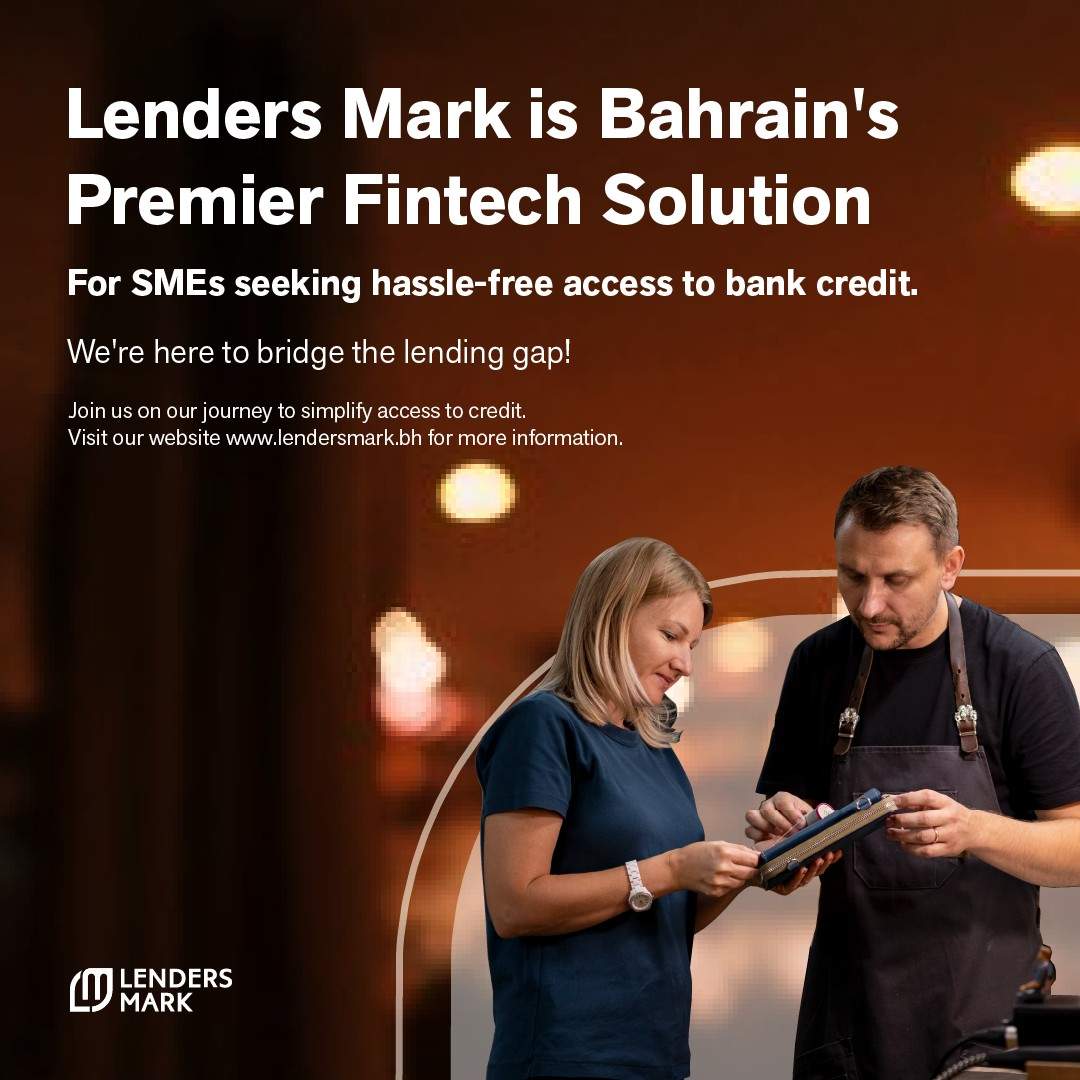 Lenders Mark is Bahrain's
Premier Fintech Solution
For SMEs seeking hassle-free access to bank credit.
We're here to bridge the lending gap!
Join us on our journey to simplify access to credit.
Visit our website www.lendersmark.bh for more information.
LENDERS
MARK